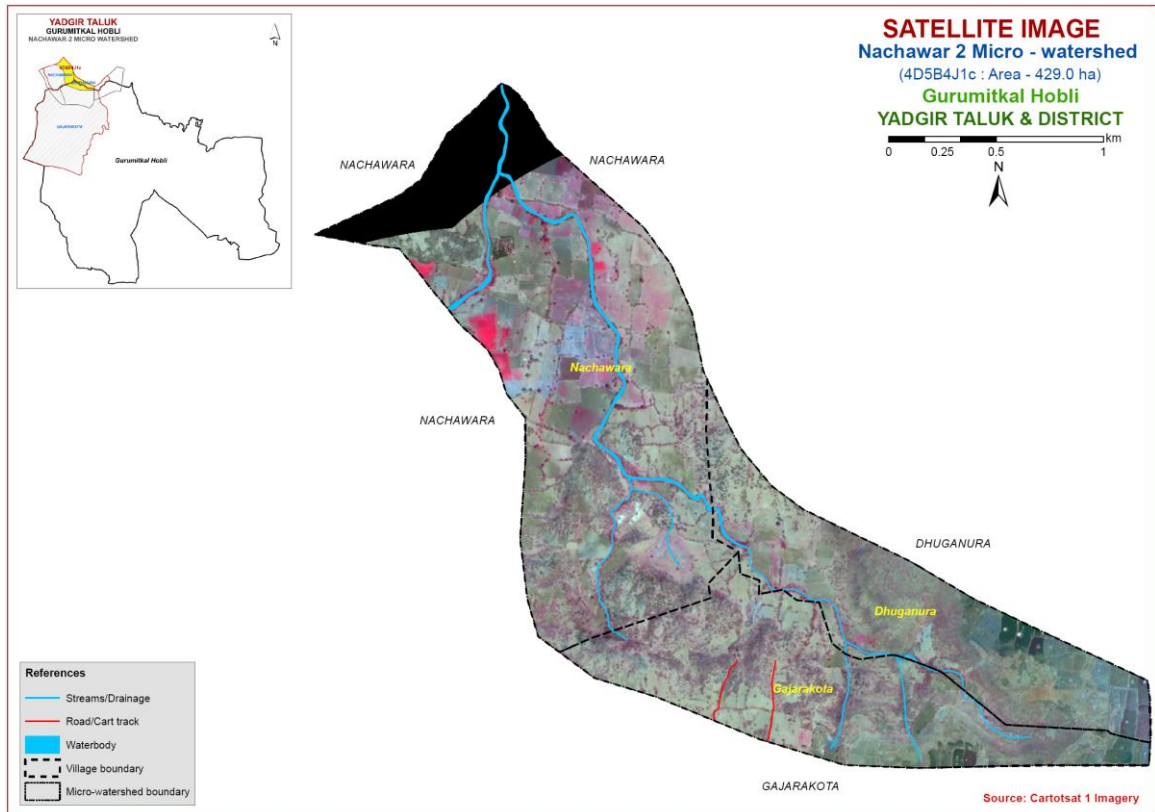 YADGIR TALUK
GURUMITKAL HOBLI
NACHAWAR-2 MICRO WATERSHED
N
4D5B4J1c
GAJARAKOTA
Gurumitkal Hobli
SATELLITE IMAGE
Nachawar 2 Micro - watershed
(4D5B4J1c : Area - 429.0 ha)
Gurumitkal Hobli
YADGIR TALUK & DISTRICT
km
0 0.25 0.5 1
N
NACHAWARA
NACHAWARA
Nachawara
NACHAWARA
DHUGANURA
Dhuganura
Gajarakota
GAJARAKOTA
References
Streams/Drainage
Road/Cart track
Waterbody
Village boundary
Micro-watershed boundary
Source: Cartotsat 1 Imagery